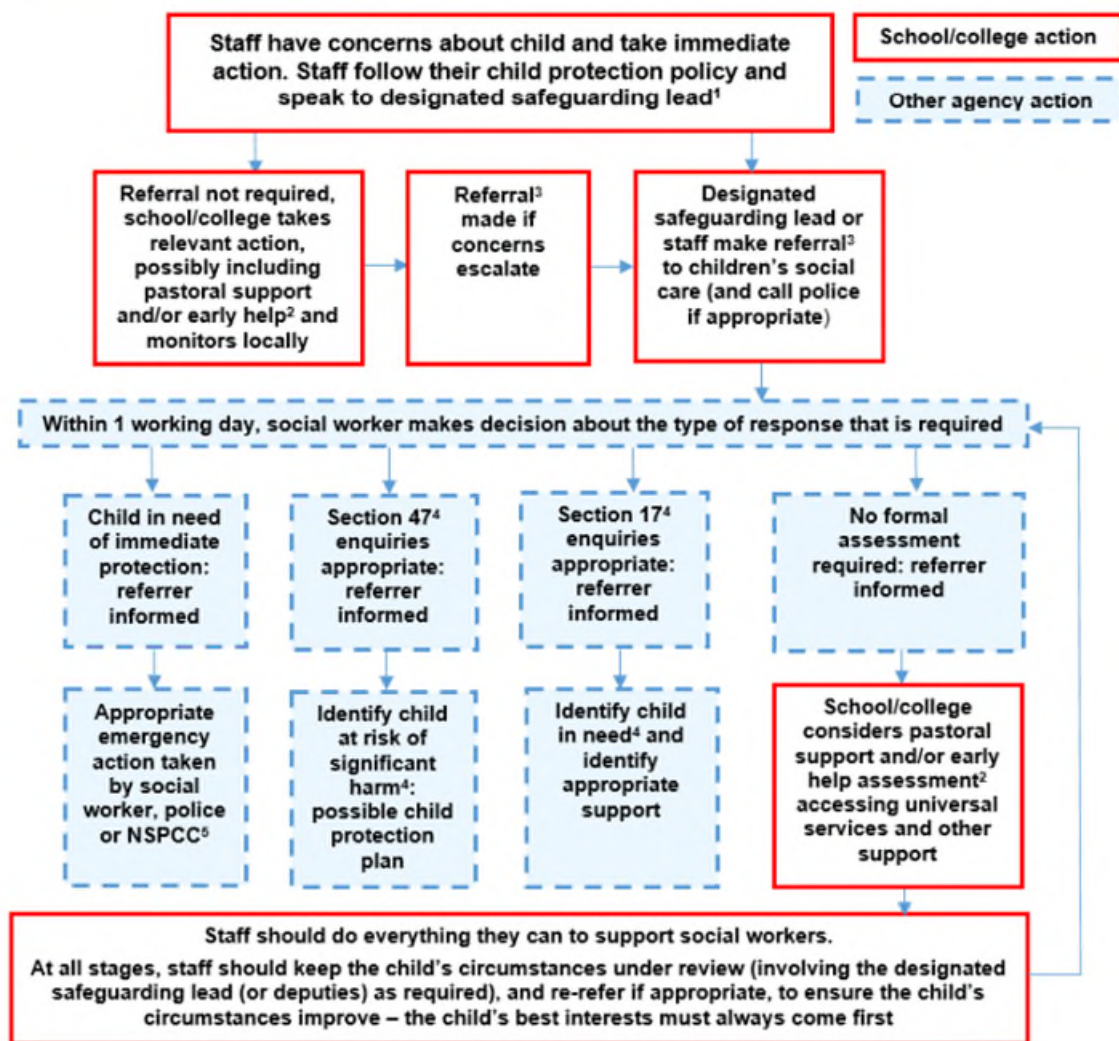 Staff have concerns about child and take immediate
action. Staff follow their child protection policy and
speak to designated safeguarding lead¹
School/college action
Other agency action
Referral not required,
school/college takes
relevant action,
possibly including
pastoral support
and/or early help² and
monitors locally
Referral³
made if
concerns
escalate
Designated
safeguarding lead or
staff make referral³
to children's social
care (and call police
if appropriate)
Within 1 working day, social worker makes decision about the type of response that is required
Child in need
of immediate
protection:
referrer
informed
Section 47⁴
enquiries
appropriate:
referrer
informed
Section 17⁴
enquiries
appropriate:
referrer
informed
No formal
assessment
required: referrer
informed
Appropriate
emergency
action taken
by social
worker, police
or NSPCC⁵
Identify child
at risk of
significant
harm⁴:
possible child
protection
plan
Identify child
in need⁴ and
identify
appropriate
support
School/college
considers pastoral
support and/or early
help assessment²
accessing universal
services and other
support
Staff should do everything they can to support social workers.
At all stages, staff should keep the child's circumstances under review (involving the designated
safeguarding lead (or deputies) as required), and re-refer if appropriate, to ensure the child's
circumstances improve – the child's best interests must always come first